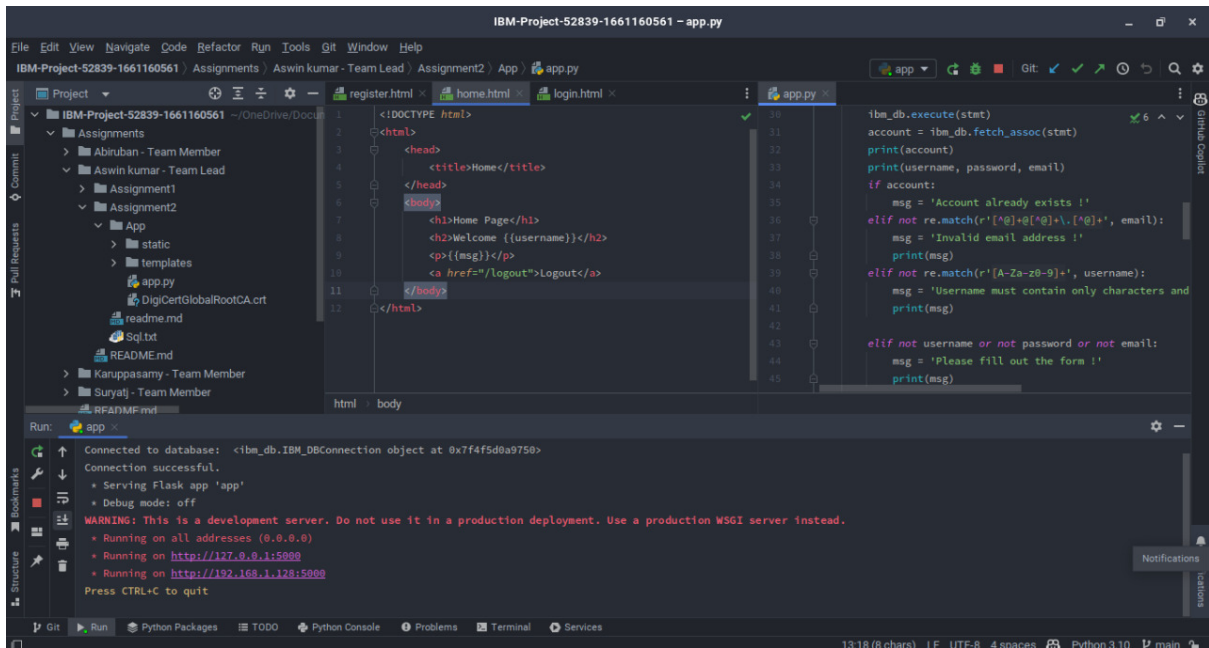 IBM-Project-52839-1661160561 – app.py
File Edit View Navigate Code Refactor Run Tools Git Window Help
IBM-Project-52839-1661160561 〉 Assignments 〉 Aswin kumar - Team Lead 〉 Assignment2 〉 App 〉 app.py
app
Git:
Project
IBM-Project-52839-1661160561 ~/OneDrive/Docun
Assignments
Abiruban - Team Member
Aswin kumar - Team Lead
Assignment1
Assignment2
App
static
templates
app.py
DigiCertGlobalRootCA.crt
readme.md
Sql.txt
README.md
Karuppasamy - Team Member
Suryatj - Team Member
README.md
Project
Commit
Pull Requests
Bookmarks
Structure
register.html
home.html
login.html
1 <!DOCTYPE html>
2 <html>
3 <head>
4 <title>Home</title>
5 </head>
6 <body>
7 <h1>Home Page</h1>
8 <h2>Welcome {{username}}</h2>
9 <p>{{msg}}</p>
10 <a href="/logout">Logout</a>
11 </body>
12 </html>
html > body
app.py
6
30 ibm_db.execute(stmt)
31 account = ibm_db.fetch_assoc(stmt)
32 print(account)
33 print(username, password, email)
34 if account:
35 msg = 'Account already exists !'
36 elif not re.match(r'[^@]+@[^@]+\.[^@]+', email):
37 msg = 'Invalid email address !'
38 print(msg)
39 elif not re.match(r'[A-Za-z0-9]+', username):
40 msg = 'Username must contain only characters and
41 print(msg)
42
43 elif not username or not password or not email:
44 msg = 'Please fill out the form !'
45 print(msg)
GitHub Copilot
Run: app
Connected to database: <ibm_db.IBM_DBConnection object at 0x7f4f5d0a9750>
Connection successful.
* Serving Flask app 'app'
* Debug mode: off
WARNING: This is a development server. Do not use it in a production deployment. Use a production WSGI server instead.
* Running on all addresses (0.0.0.0)
* Running on http://127.0.0.1:5000
* Running on http://192.168.1.128:5000
Press CTRL+C to quit
Notifications
Git Run Python Packages TODO Python Console Problems Terminal Services
13:18 (8 chars) LF UTF-8 4 spaces Python 3.10 main